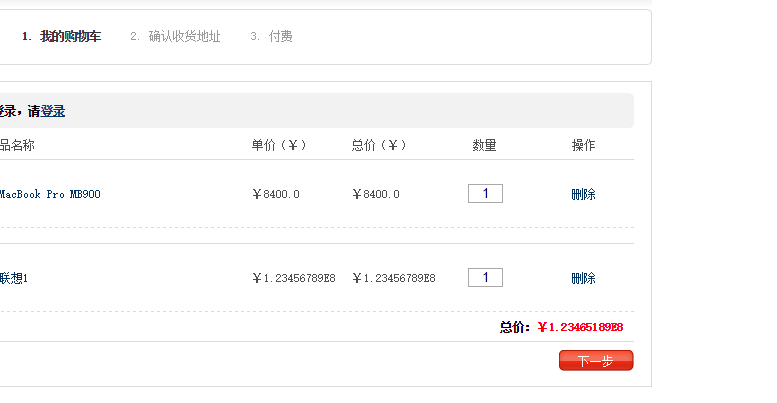 1. 我的购物车 2. 确认收货地址 3. 付费
登录，请登录
品名称 单价（￥） 总价（￥） 数量 操作
MacBook Pro MB900 ￥8400.0 ￥8400.0 1 删除
联想1 ￥1.23456789E8 ￥1.23456789E8 1 删除
总价：￥1.23465189E8
下一步